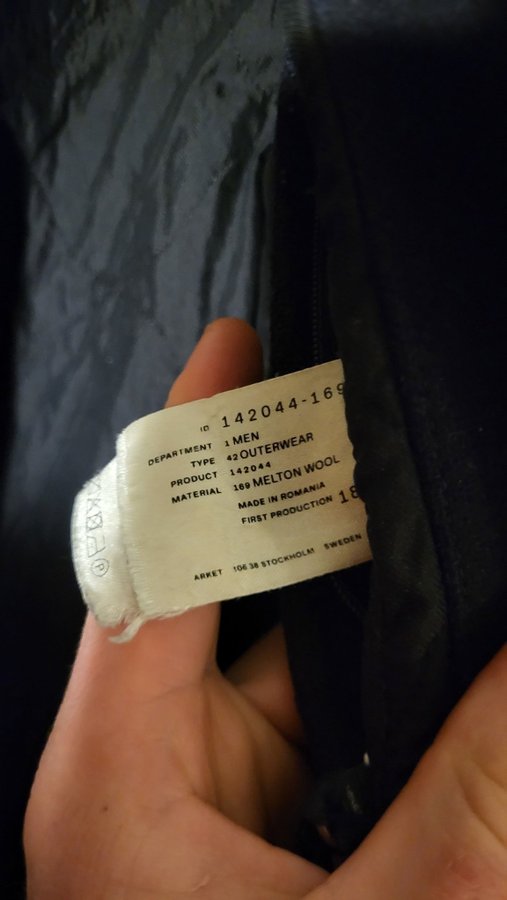 ID 142044-169
DEPARTMENT 1 MEN
TYPE 42 OUTERWEAR
PRODUCT 142044
MATERIAL 169 MELTON WOOL
MADE IN ROMANIA
FIRST PRODUCTION 18
ARKET 106 38 STOCKHOLM SWEDEN
P